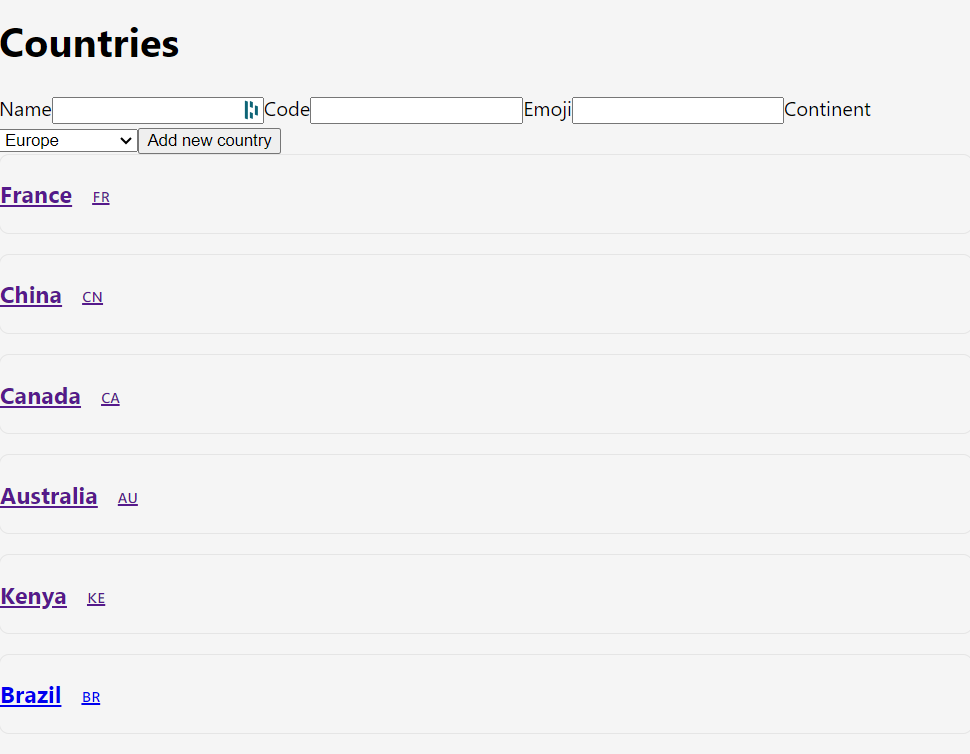 Countries
Name Code Emoji Continent
Europe Add new country
France FR
China CN
Canada CA
Australia AU
Kenya KE
Brazil BR